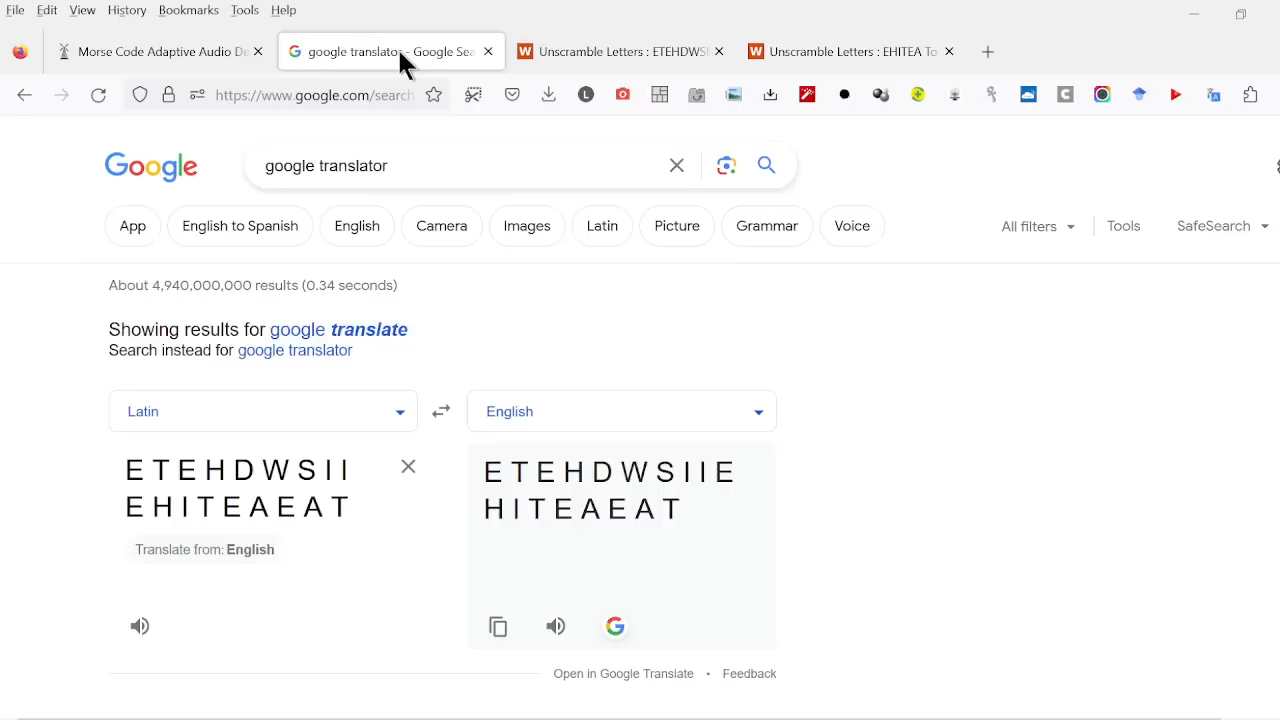 File Edit View History Bookmarks Tools Help
Morse Code Adaptive Audio De
google translator - Google Sea
Unscramble Letters : ETEHDWSI
Unscramble Letters : EHITEA To
https://www.google.com/search
Google
google translator
App English to Spanish English Camera Images Latin Picture Grammar Voice All filters Tools SafeSearch
About 4,940,000,000 results (0.34 seconds)
Showing results for google translate
Search instead for google translator
Latin English
E T E H D W S I I
E H I T E A E A T
Translate from: English
E T E H D W S I I E
H I T E A E A T
Open in Google Translate • Feedback